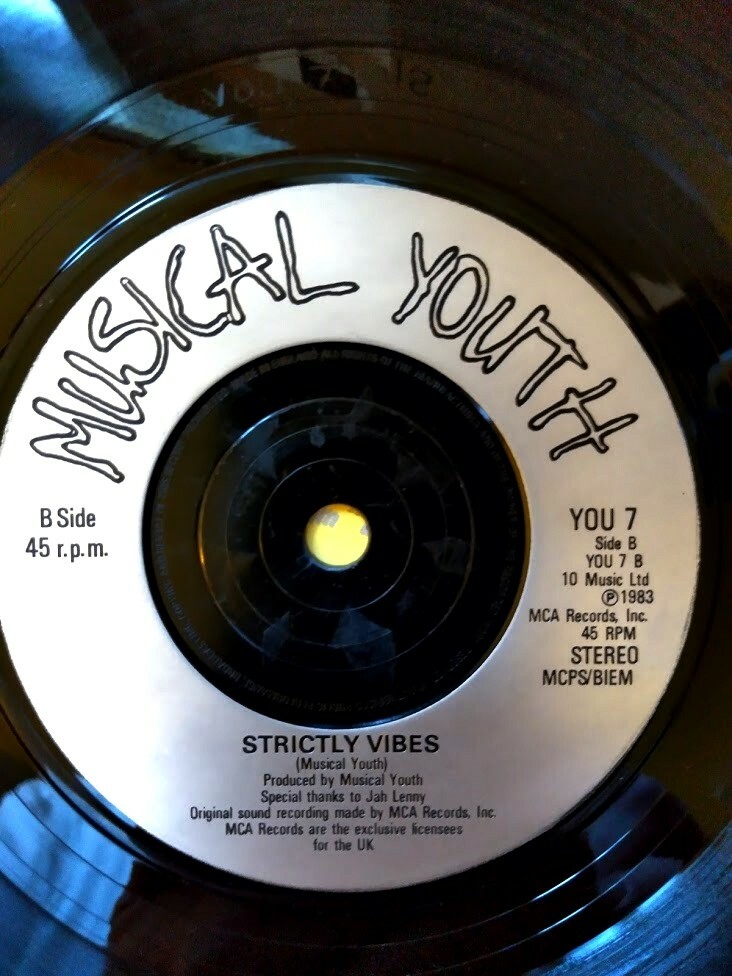 MUSICAL YOUTH
B Side
45 r.p.m.
YOU 7
Side B
YOU 7 B
10 Music Ltd
Ⓟ1983
MCA Records, Inc.
45 RPM
STEREO
MCPS/BIEM
STRICTLY VIBES
(Musical Youth)
Produced by Musical Youth
Special thanks to Jah Lenny
Original sound recording made by MCA Records, Inc.
MCA Records are the exclusive licensees
for the UK